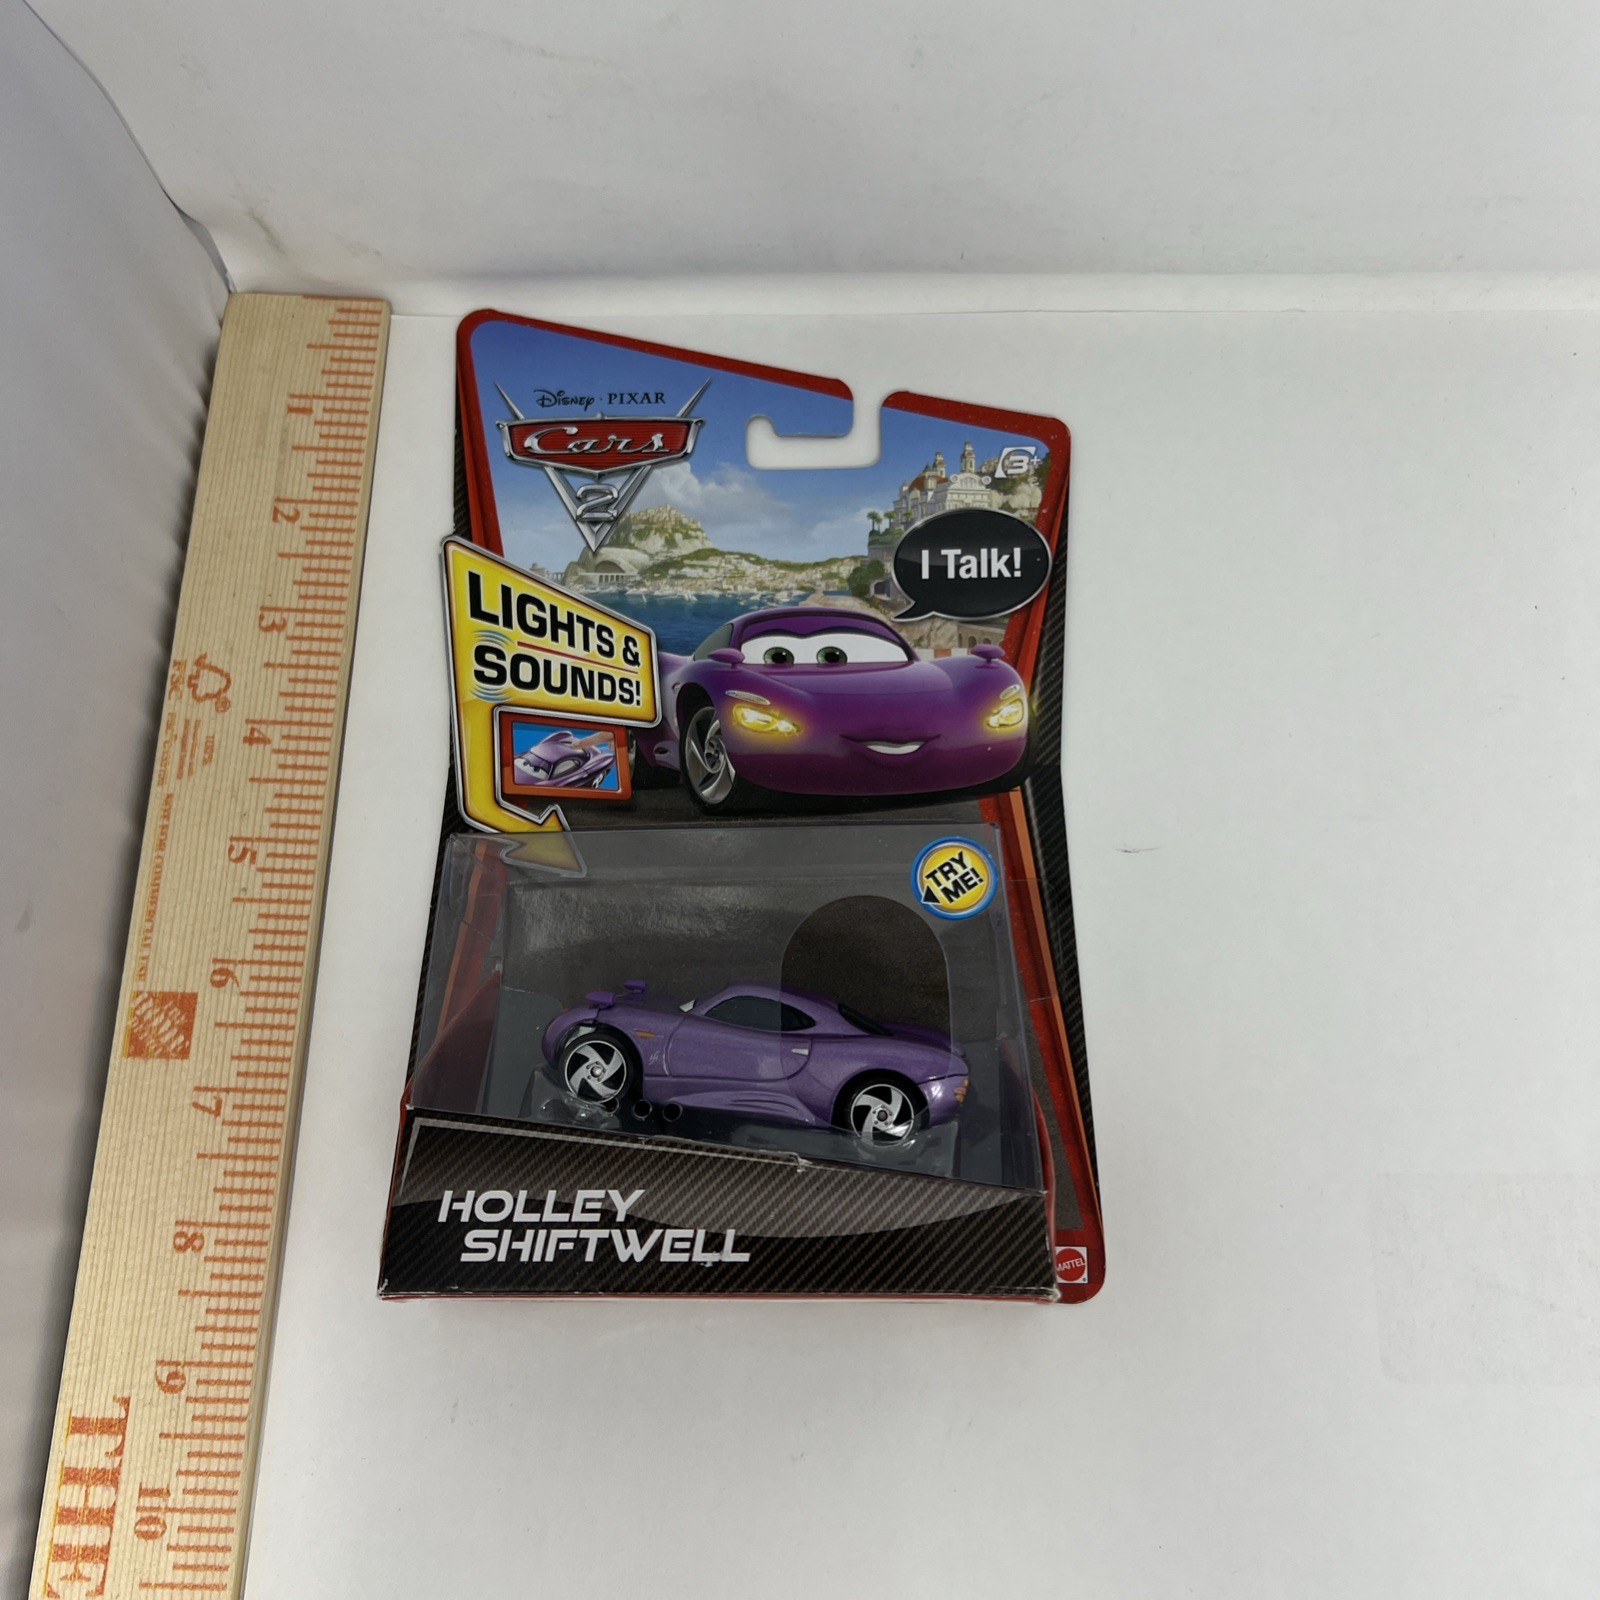 1
2
3
4
5
6
7
8
9
10
FSC
THE
DISNEY · PIXAR
Cars
2
3+
I Talk!
LIGHTS &
SOUNDS!
TRY
ME!
HOLLEY
SHIFTWELL
MATTEL